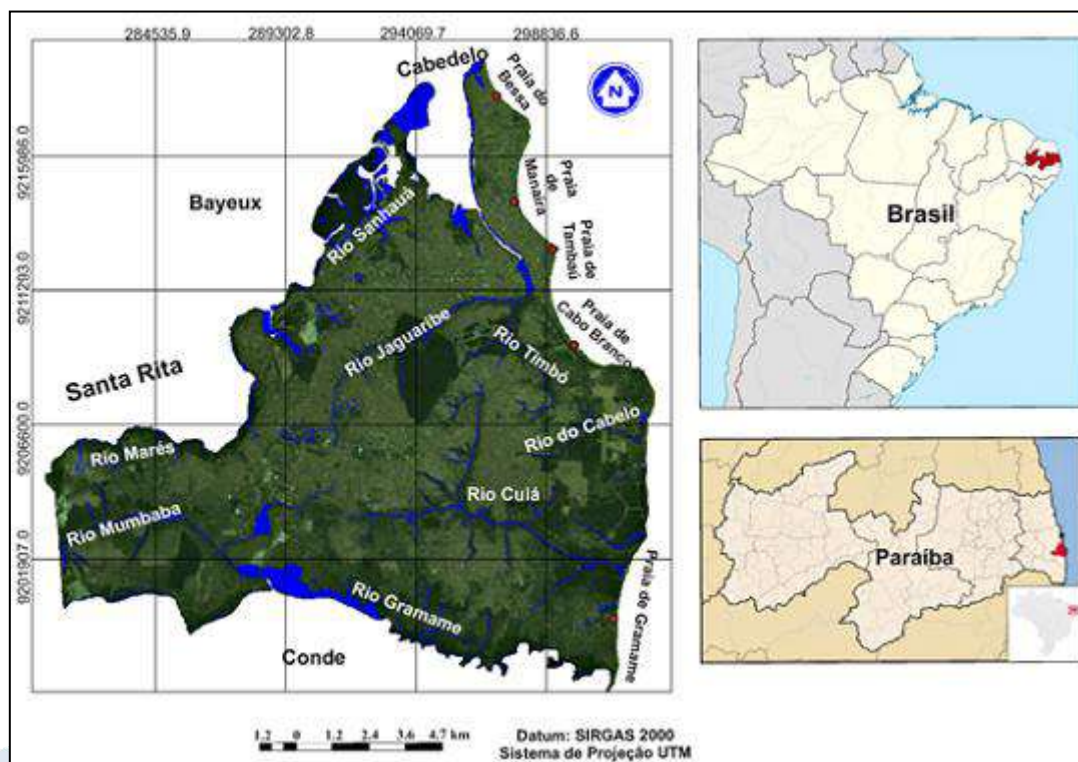 284535.9
289302.8
294069.7
298836.6
Cabedelo
Praia do
Bessa
N
9215986.0
Bayeux
Rio Sanhauá
Praia
de
Manaíra
Praia de
Tambaú
9211293.0
Praia de
Cabo Branco
Rio Jaguaribe
Rio Timbó
Santa Rita
9206600.0
Rio Marés
Rio do Cabelo
Rio Cuiá
Rio Mumbaba
9201907.0
Praia de Gramame
Rio Gramame
Conde
1.2 0 1.2 2.4 3.6 4.7 km
Datum: SIRGAS 2000
Sistema de Projeção UTM
Brasil
Paraíba